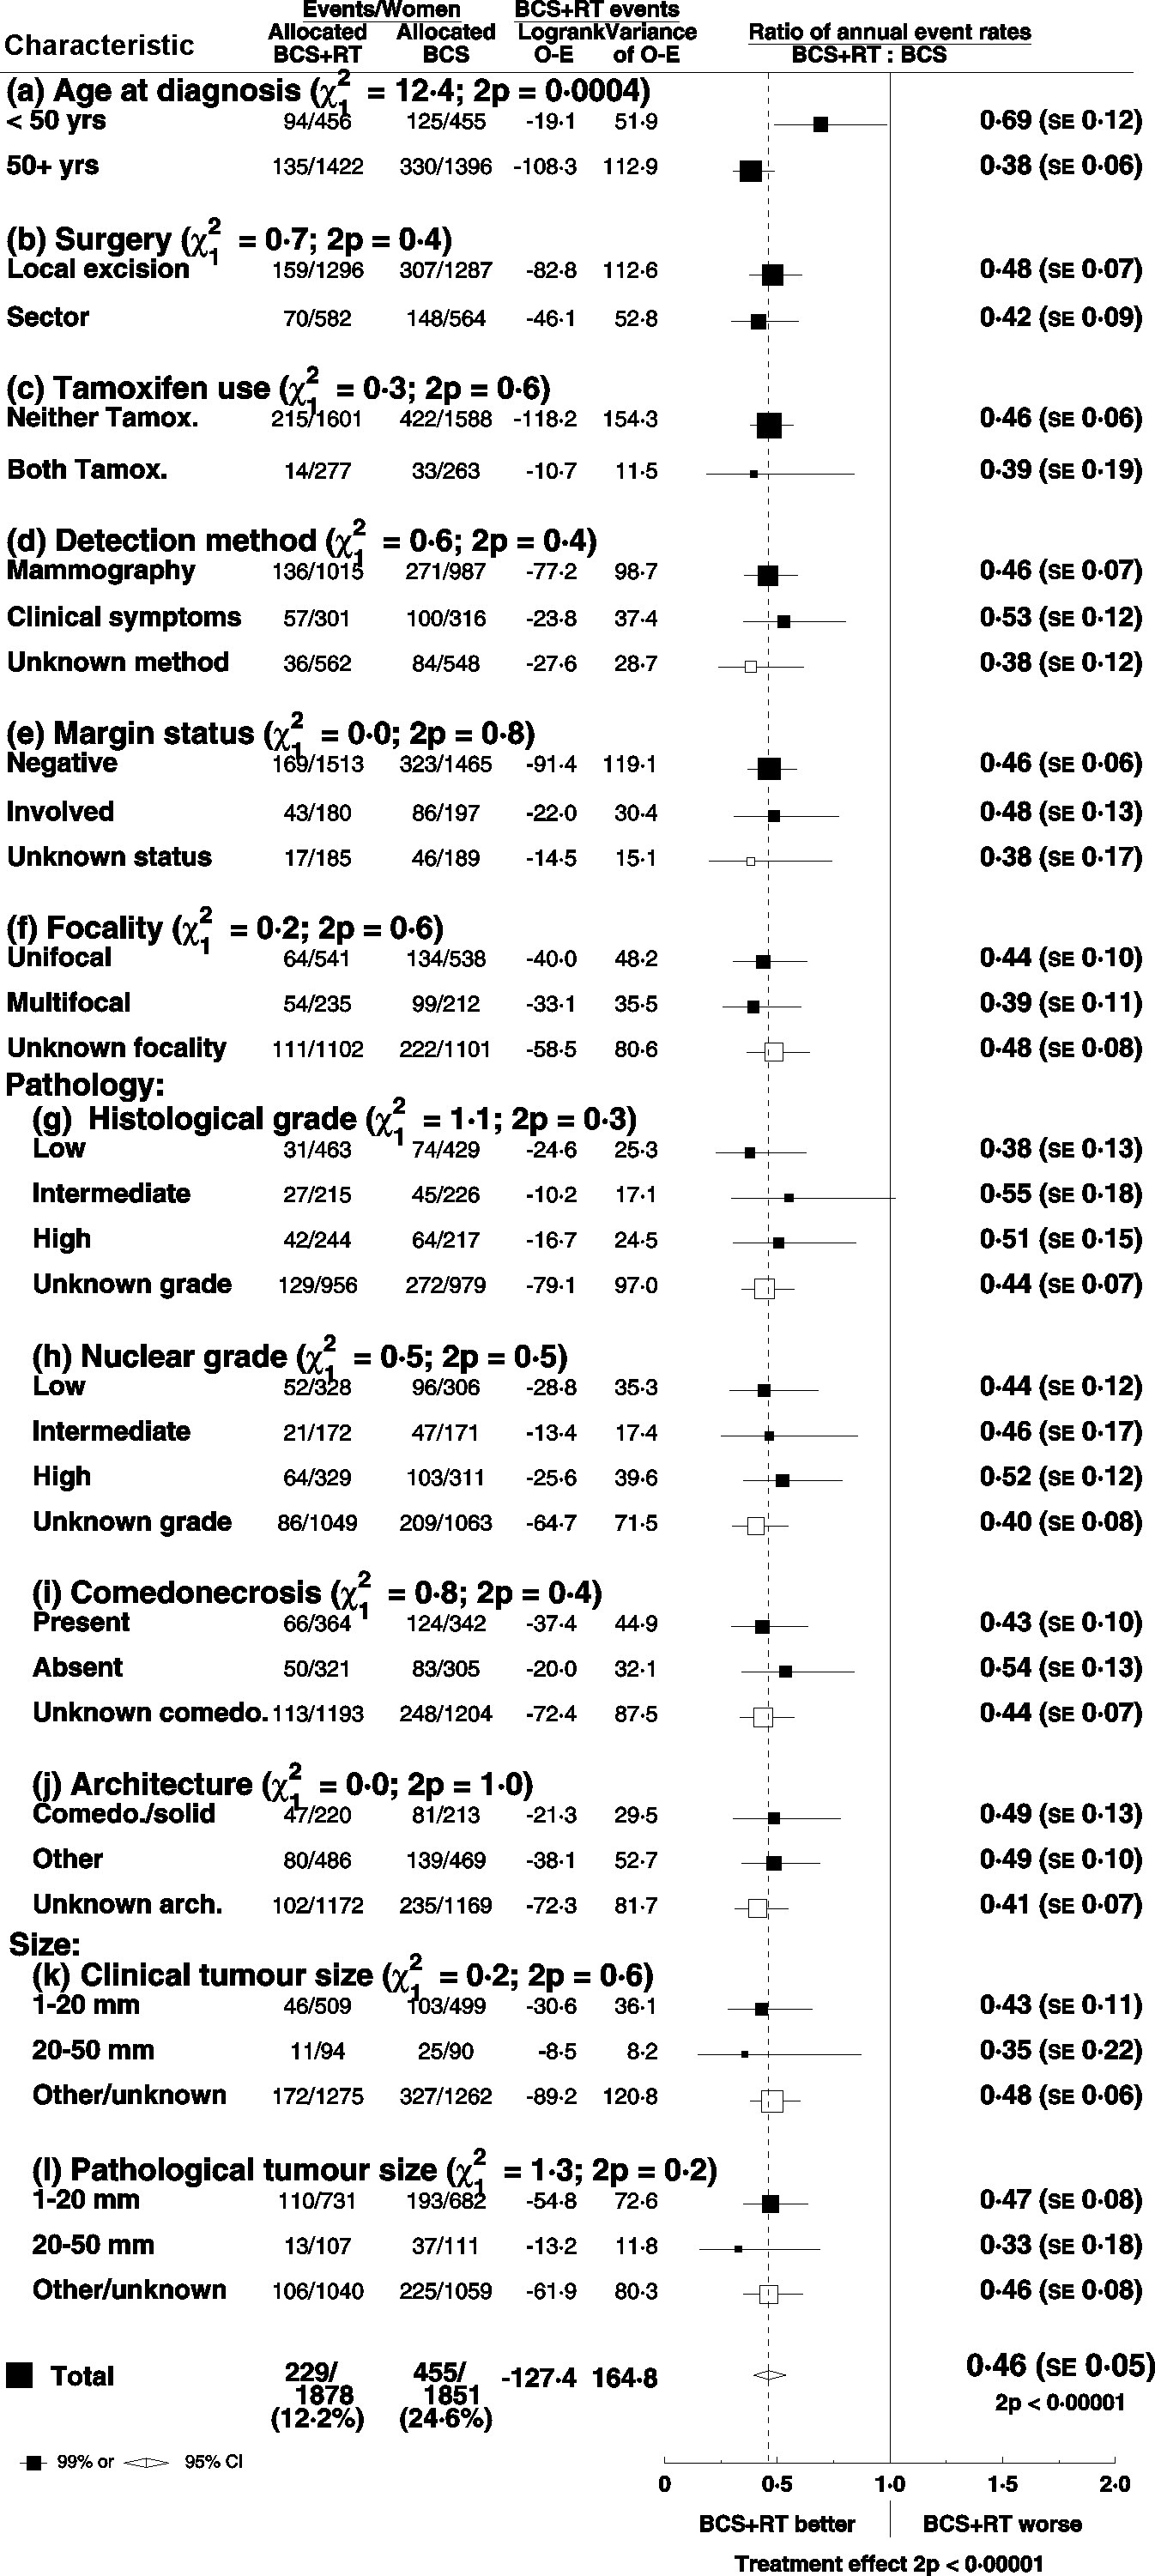 Events/Women BCS+RT events
Characteristic Allocated Allocated LogrankVariance Ratio of annual event rates
BCS+RT BCS O-E of O-E BCS+RT : BCS
(a) Age at diagnosis (χ²₁ = 12·4; 2p = 0·0004)
< 50 yrs 94/456 125/455 -19·1 51·9 0·69 (SE 0·12)
50+ yrs 135/1422 330/1396 -108·3 112·9 0·38 (SE 0·06)
(b) Surgery (χ²₁ = 0·7; 2p = 0·4)
Local excision 159/1296 307/1287 -82·8 112·6 0·48 (SE 0·07)
Sector 70/582 148/564 -46·1 52·8 0·42 (SE 0·09)
(c) Tamoxifen use (χ²₁ = 0·3; 2p = 0·6)
Neither Tamox. 215/1601 422/1588 -118·2 154·3 0·46 (SE 0·06)
Both Tamox. 14/277 33/263 -10·7 11·5 0·39 (SE 0·19)
(d) Detection method (χ²₁ = 0·6; 2p = 0·4)
Mammography 136/1015 271/987 -77·2 98·7 0·46 (SE 0·07)
Clinical symptoms 57/301 100/316 -23·8 37·4 0·53 (SE 0·12)
Unknown method 36/562 84/548 -27·6 28·7 0·38 (SE 0·12)
(e) Margin status (χ²₁ = 0·0; 2p = 0·8)
Negative 169/1513 323/1465 -91·4 119·1 0·46 (SE 0·06)
Involved 43/180 86/197 -22·0 30·4 0·48 (SE 0·13)
Unknown status 17/185 46/189 -14·5 15·1 0·38 (SE 0·17)
(f) Focality (χ²₁ = 0·2; 2p = 0·6)
Unifocal 64/541 134/538 -40·0 48·2 0·44 (SE 0·10)
Multifocal 54/235 99/212 -33·1 35·5 0·39 (SE 0·11)
Unknown focality 111/1102 222/1101 -58·5 80·6 0·48 (SE 0·08)
Pathology:
(g) Histological grade (χ²₁ = 1·1; 2p = 0·3)
Low 31/463 74/429 -24·6 25·3 0·38 (SE 0·13)
Intermediate 27/215 45/226 -10·2 17·1 0·55 (SE 0·18)
High 42/244 64/217 -16·7 24·5 0·51 (SE 0·15)
Unknown grade 129/956 272/979 -79·1 97·0 0·44 (SE 0·07)
(h) Nuclear grade (χ²₁ = 0·5; 2p = 0·5)
Low 52/328 96/306 -28·8 35·3 0·44 (SE 0·12)
Intermediate 21/172 47/171 -13·4 17·4 0·46 (SE 0·17)
High 64/329 103/311 -25·6 39·6 0·52 (SE 0·12)
Unknown grade 86/1049 209/1063 -64·7 71·5 0·40 (SE 0·08)
(i) Comedonecrosis (χ²₁ = 0·8; 2p = 0·4)
Present 66/364 124/342 -37·4 44·9 0·43 (SE 0·10)
Absent 50/321 83/305 -20·0 32·1 0·54 (SE 0·13)
Unknown comedo. 113/1193 248/1204 -72·4 87·5 0·44 (SE 0·07)
(j) Architecture (χ²₁ = 0·0; 2p = 1·0)
Comedo./solid 47/220 81/213 -21·3 29·5 0·49 (SE 0·13)
Other 80/486 139/469 -38·1 52·7 0·49 (SE 0·10)
Unknown arch. 102/1172 235/1169 -72·3 81·7 0·41 (SE 0·07)
Size:
(k) Clinical tumour size (χ²₁ = 0·2; 2p = 0·6)
1-20 mm 46/509 103/499 -30·6 36·1 0·43 (SE 0·11)
20-50 mm 11/94 25/90 -8·5 8·2 0·35 (SE 0·22)
Other/unknown 172/1275 327/1262 -89·2 120·8 0·48 (SE 0·06)
(l) Pathological tumour size (χ²₁ = 1·3; 2p = 0·2)
1-20 mm 110/731 193/682 -54·8 72·6 0·47 (SE 0·08)
20-50 mm 13/107 37/111 -13·2 11·8 0·33 (SE 0·18)
Other/unknown 106/1040 225/1059 -61·9 80·3 0·46 (SE 0·08)
Total 229/ 455/ -127·4 164·8 0·46 (SE 0·05)
1878 1851 2p < 0·00001
(12·2%) (24·6%)
99% or 95% CI
0 0·5 1·0 1·5 2·0
BCS+RT better BCS+RT worse
Treatment effect 2p < 0·00001